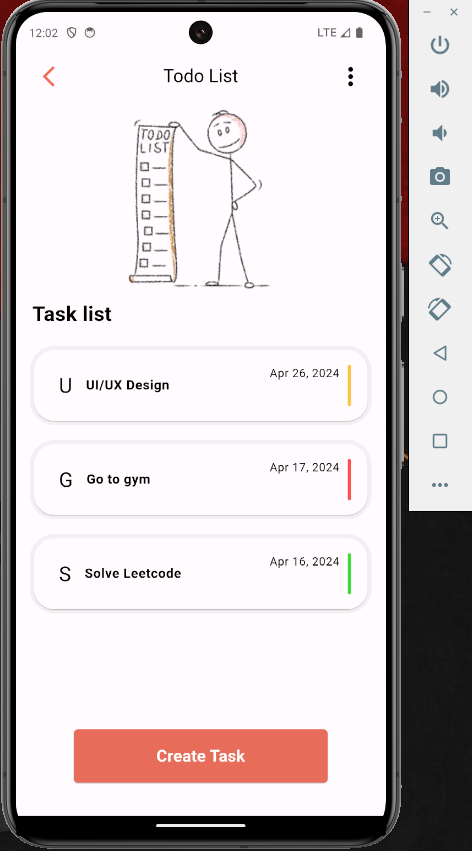 12:02 LTE
Todo List
TODO
LIST
Task list
U UI/UX Design Apr 26, 2024
G Go to gym Apr 17, 2024
S Solve Leetcode Apr 16, 2024
Create Task